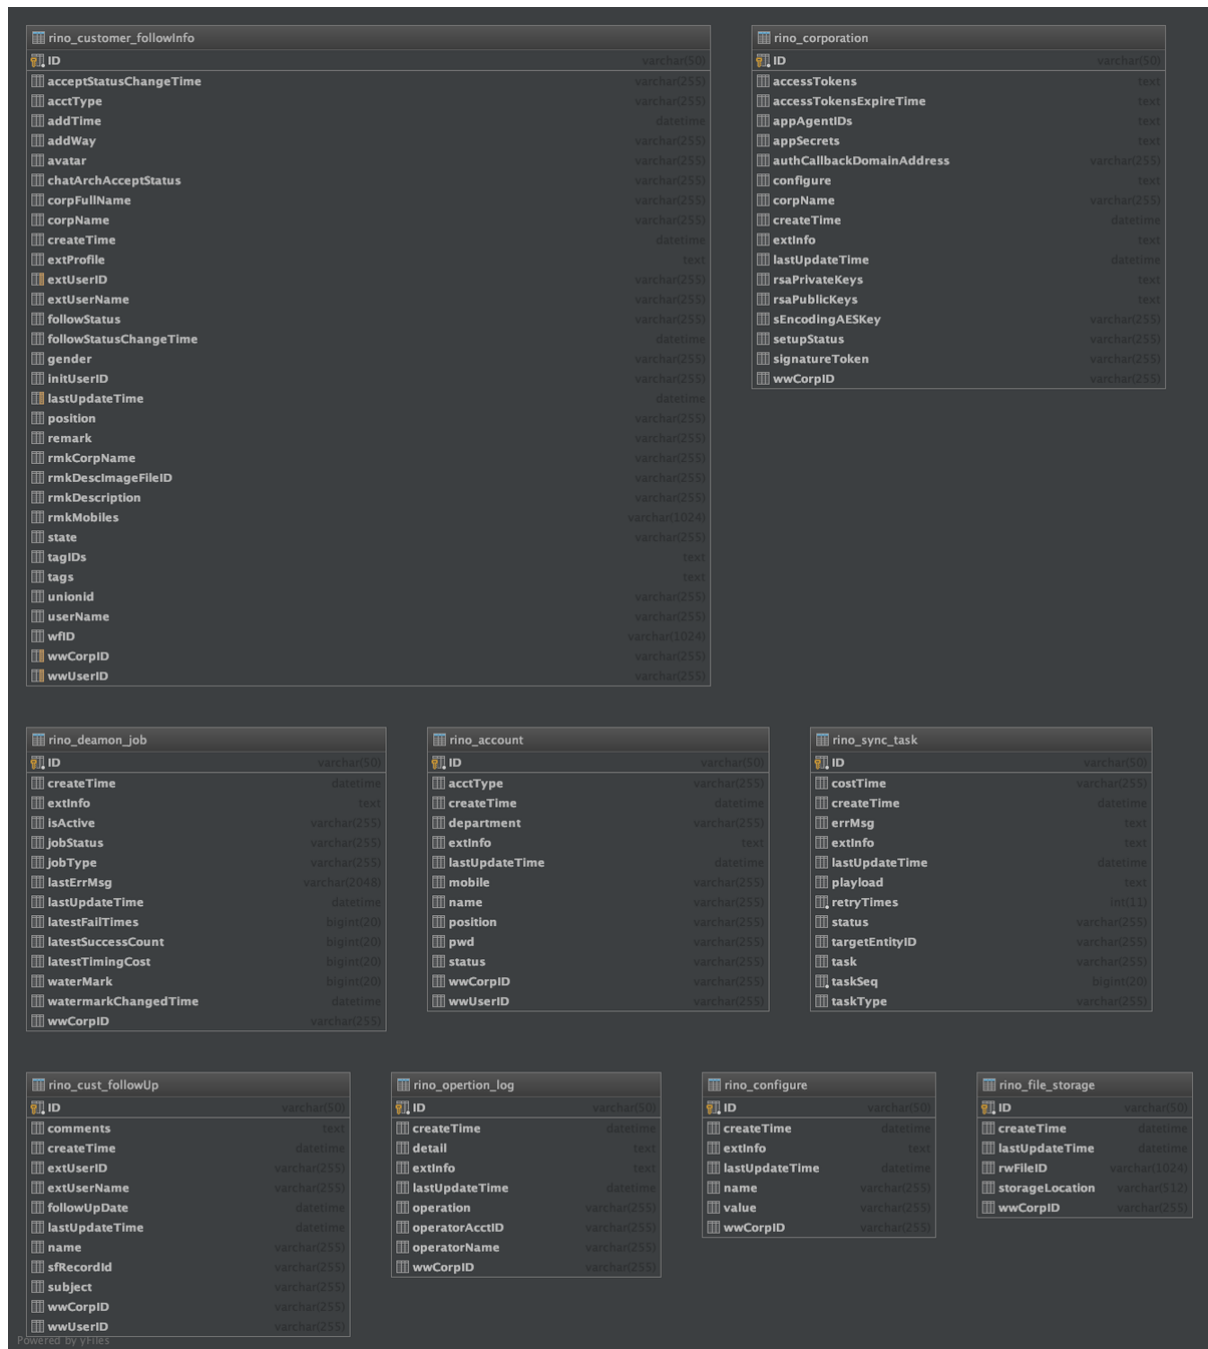 rino_customer_followInfo
ID varchar(50)
acceptStatusChangeTime varchar(255)
acctType varchar(255)
addTime datetime
addWay varchar(255)
avatar varchar(255)
chatArchAcceptStatus varchar(255)
corpFullName varchar(255)
corpName varchar(255)
createTime datetime
extProfile text
extUserID varchar(255)
extUserName varchar(255)
followStatus varchar(255)
followStatusChangeTime datetime
gender varchar(255)
initUserID varchar(255)
lastUpdateTime datetime
position varchar(255)
remark varchar(255)
rmkCorpName varchar(255)
rmkDescImageFileID varchar(255)
rmkDescription varchar(255)
rmkMobiles varchar(1024)
state varchar(255)
tagIDs text
tags text
unionid varchar(255)
userName varchar(255)
wfID varchar(1024)
wwCorpID varchar(255)
wwUserID varchar(255)
rino_corporation
ID varchar(50)
accessTokens text
accessTokensExpireTime text
appAgentIDs text
appSecrets text
authCallbackDomainAddress varchar(255)
configure text
corpName varchar(255)
createTime datetime
extInfo text
lastUpdateTime datetime
rsaPrivateKeys text
rsaPublicKeys text
sEncodingAESKey varchar(255)
setupStatus varchar(255)
signatureToken varchar(255)
wwCorpID varchar(255)
rino_deamon_job
ID varchar(50)
createTime datetime
extInfo text
isActive varchar(255)
jobStatus varchar(255)
jobType varchar(255)
lastErrMsg varchar(2048)
lastUpdateTime datetime
latestFailTimes bigint(20)
latestSuccessCount bigint(20)
latestTimingCost bigint(20)
waterMark bigint(20)
watermarkChangedTime datetime
wwCorpID varchar(255)
rino_account
ID varchar(50)
acctType varchar(255)
createTime datetime
department varchar(255)
extInfo text
lastUpdateTime datetime
mobile varchar(255)
name varchar(255)
position varchar(255)
pwd varchar(255)
status varchar(255)
wwCorpID varchar(255)
wwUserID varchar(255)
rino_sync_task
ID varchar(50)
costTime varchar(255)
createTime datetime
errMsg text
extInfo text
lastUpdateTime datetime
playload text
retryTimes int(11)
status varchar(255)
targetEntityID varchar(255)
task varchar(255)
taskSeq bigint(20)
taskType varchar(255)
rino_cust_followUp
ID varchar(50)
comments text
createTime datetime
extUserID varchar(255)
extUserName varchar(255)
followUpDate datetime
lastUpdateTime datetime
name varchar(255)
sfRecordId varchar(255)
subject varchar(255)
wwCorpID varchar(255)
wwUserID varchar(255)
rino_opertion_log
ID varchar(50)
createTime datetime
detail text
extInfo text
lastUpdateTime datetime
operation varchar(255)
operatorAcctID varchar(255)
operatorName varchar(255)
wwCorpID varchar(255)
rino_configure
ID varchar(50)
createTime datetime
extInfo text
lastUpdateTime datetime
name varchar(255)
value varchar(255)
wwCorpID varchar(255)
rino_file_storage
ID varchar(50)
createTime datetime
lastUpdateTime datetime
rwFileID varchar(1024)
storageLocation varchar(512)
wwCorpID varchar(255)
Powered by yFiles